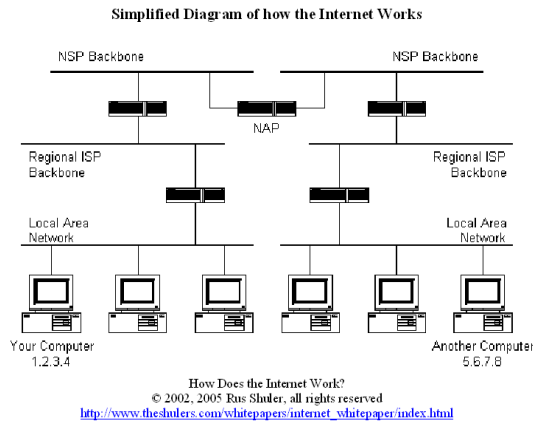 Simplified Diagram of how the Internet Works
NSP Backbone
NSP Backbone
NAP
Regional ISP
Backbone
Regional ISP
Backbone
Local Area
Network
Local Area
Network
Your Computer
1.2.3.4
Another Computer
5.6.7.8
How Does the Internet Work?
© 2002, 2005 Rus Shuler, all rights reserved
http://www.theshulers.com/whitepapers/internet_whitepaper/index.html